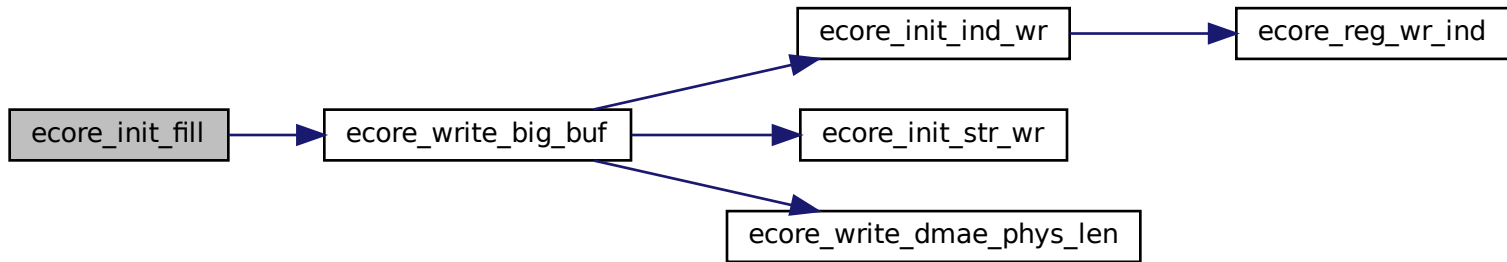 ecore_init_fill
ecore_write_big_buf
ecore_init_ind_wr
ecore_reg_wr_ind
ecore_init_str_wr
ecore_write_dmae_phys_len